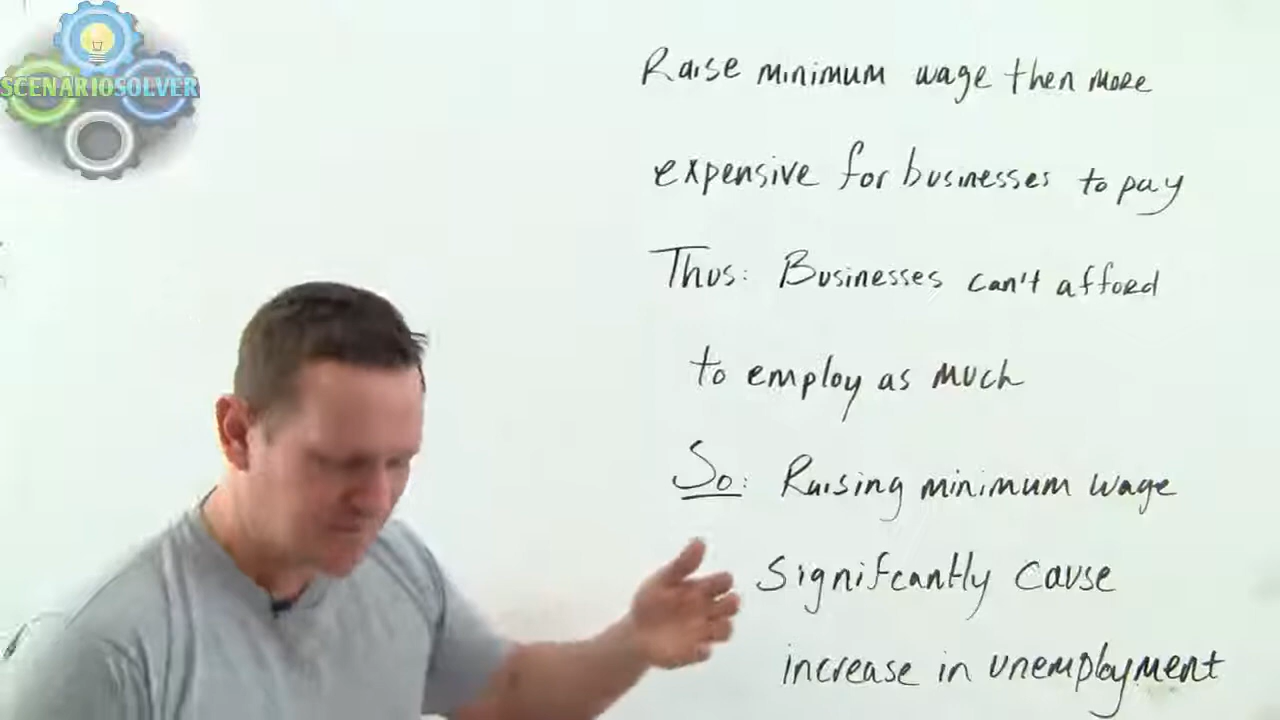 SCENARIOSOLVER
Raise minimum wage then more
expensive for businesses to pay
Thus: Businesses can't afford
to employ as much
So: Raising minimum wage
Signifcantly cause
increase in unemployment